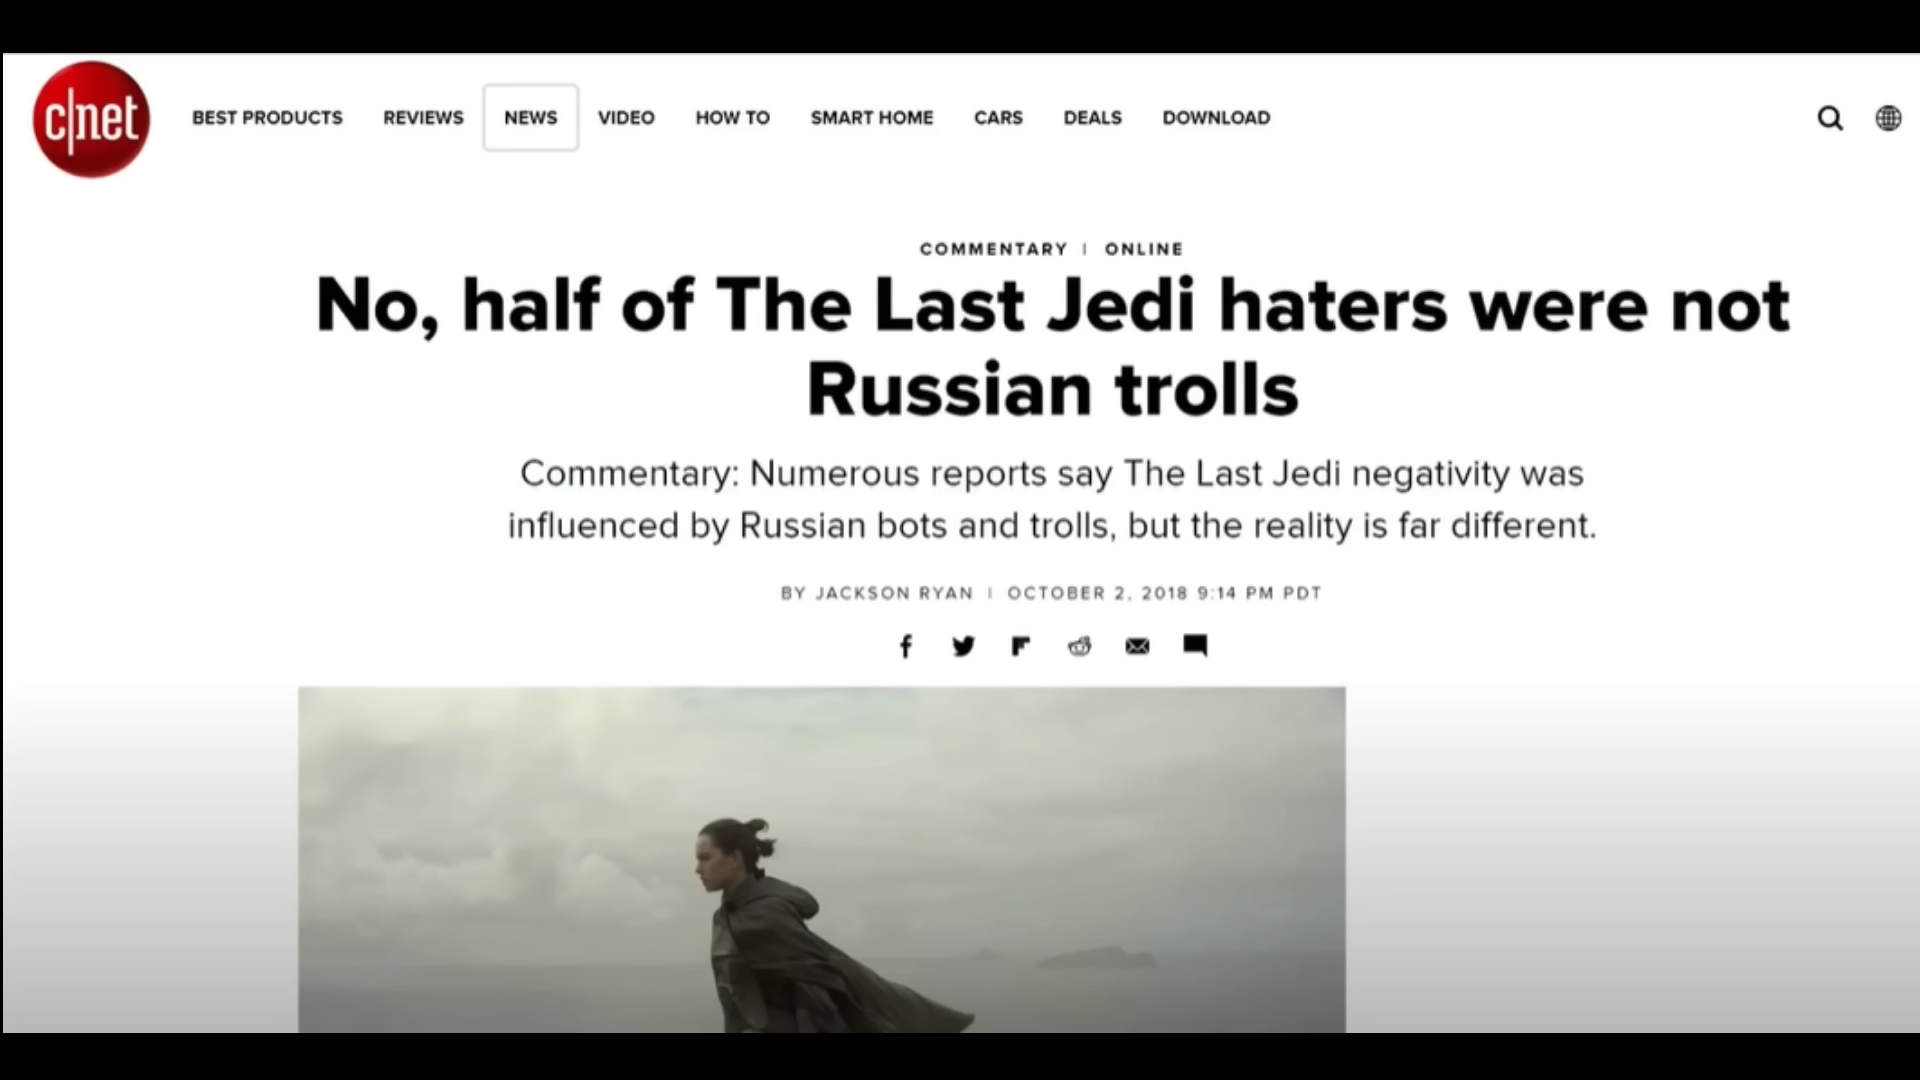 c|net
BEST PRODUCTS REVIEWS NEWS VIDEO HOW TO SMART HOME CARS DEALS DOWNLOAD
COMMENTARY | ONLINE
No, half of The Last Jedi haters were not
Russian trolls
Commentary: Numerous reports say The Last Jedi negativity was
influenced by Russian bots and trolls, but the reality is far different.
BY JACKSON RYAN | OCTOBER 2, 2018 9:14 PM PDT